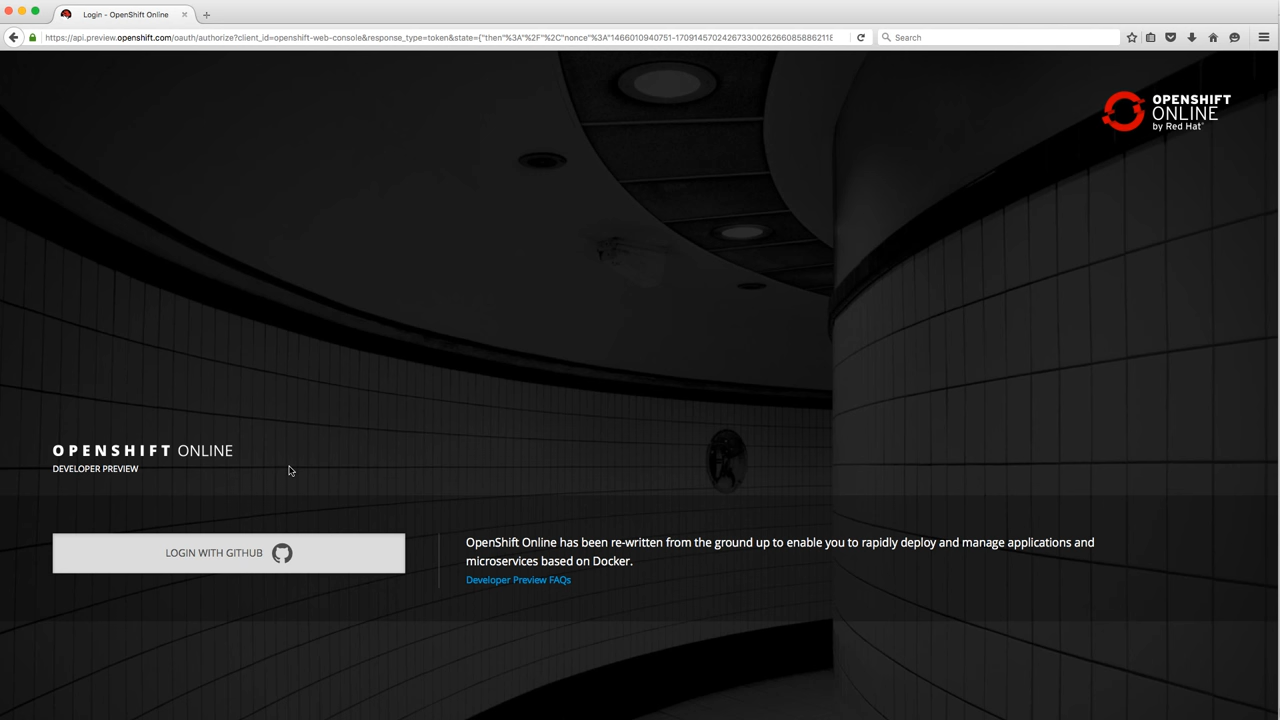 Login - OpenShift Online
https://api.preview.openshift.com/oauth/authorize?client_id=openshift-web-console&response_type=token&state={"then"%3A"%2F"%2C"nonce"%3A"1466010940751-1709145702426733002626608588621 18
Search
OPENSHIFT
ONLINE
by Red Hat®
OPENSHIFT ONLINE
DEVELOPER PREVIEW
LOGIN WITH GITHUB
OpenShift Online has been re-written from the ground up to enable you to rapidly deploy and manage applications and
microservices based on Docker.
Developer Preview FAQs